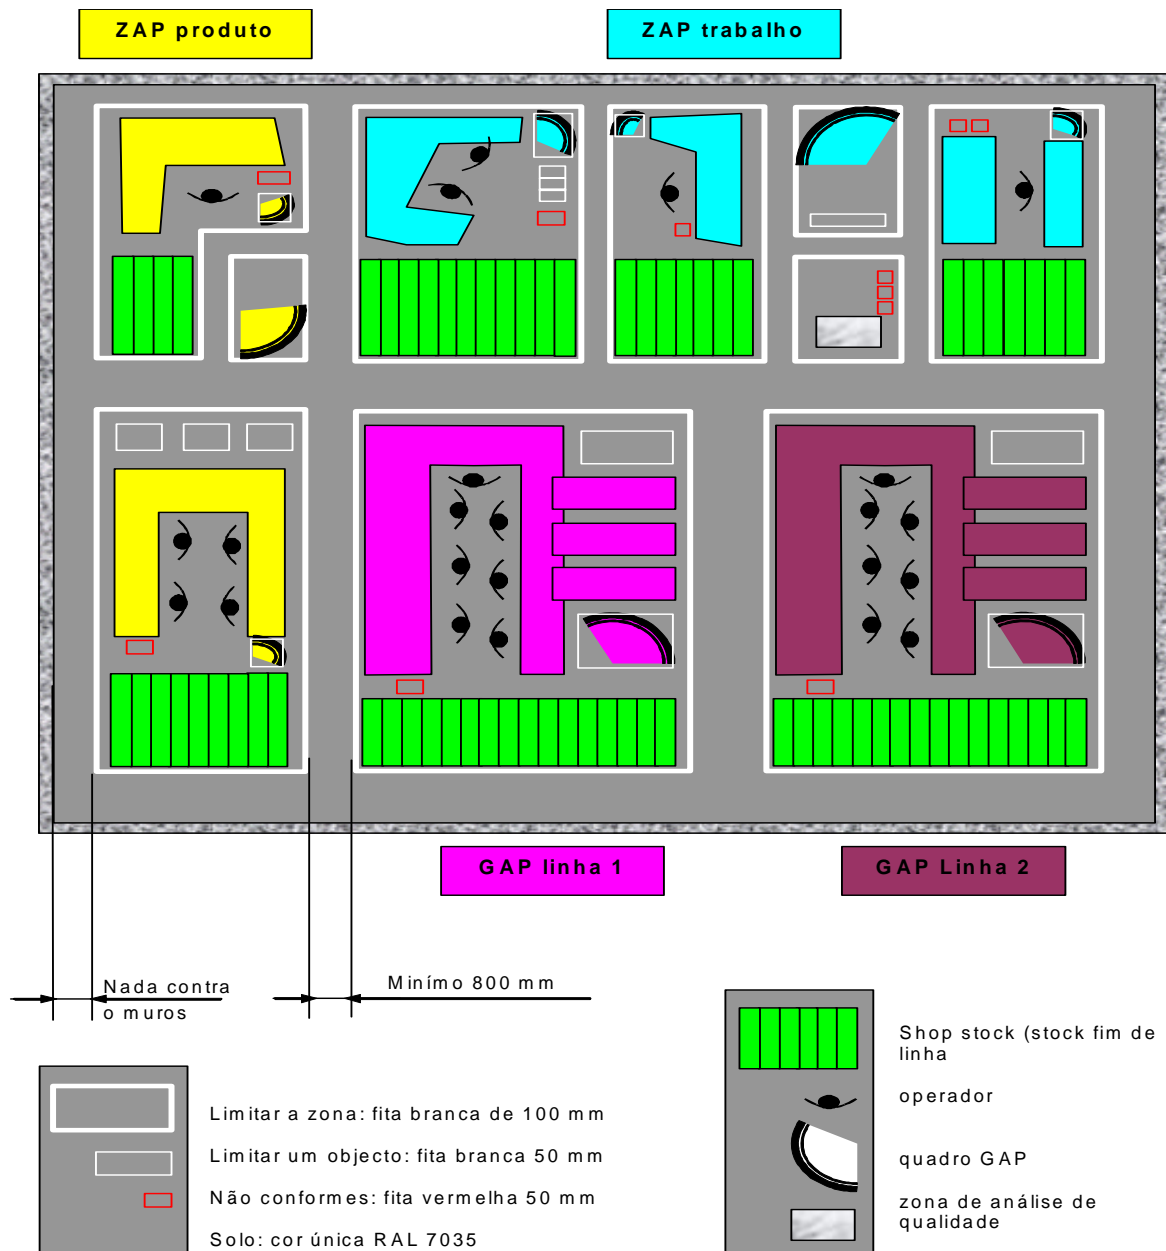 ZAP produto
ZAP trabalho
GAP linha 1
GAP Linha 2
Nada contra
o muros
Minímo 800 mm
Limitar a zona: fita branca de 100 mm
Limitar um objecto: fita branca 50 mm
Não conformes: fita vermelha 50 mm
Solo: cor única RAL 7035
Shop stock (stock fim de
linha
operador
quadro GAP
zona de análise de
qualidade